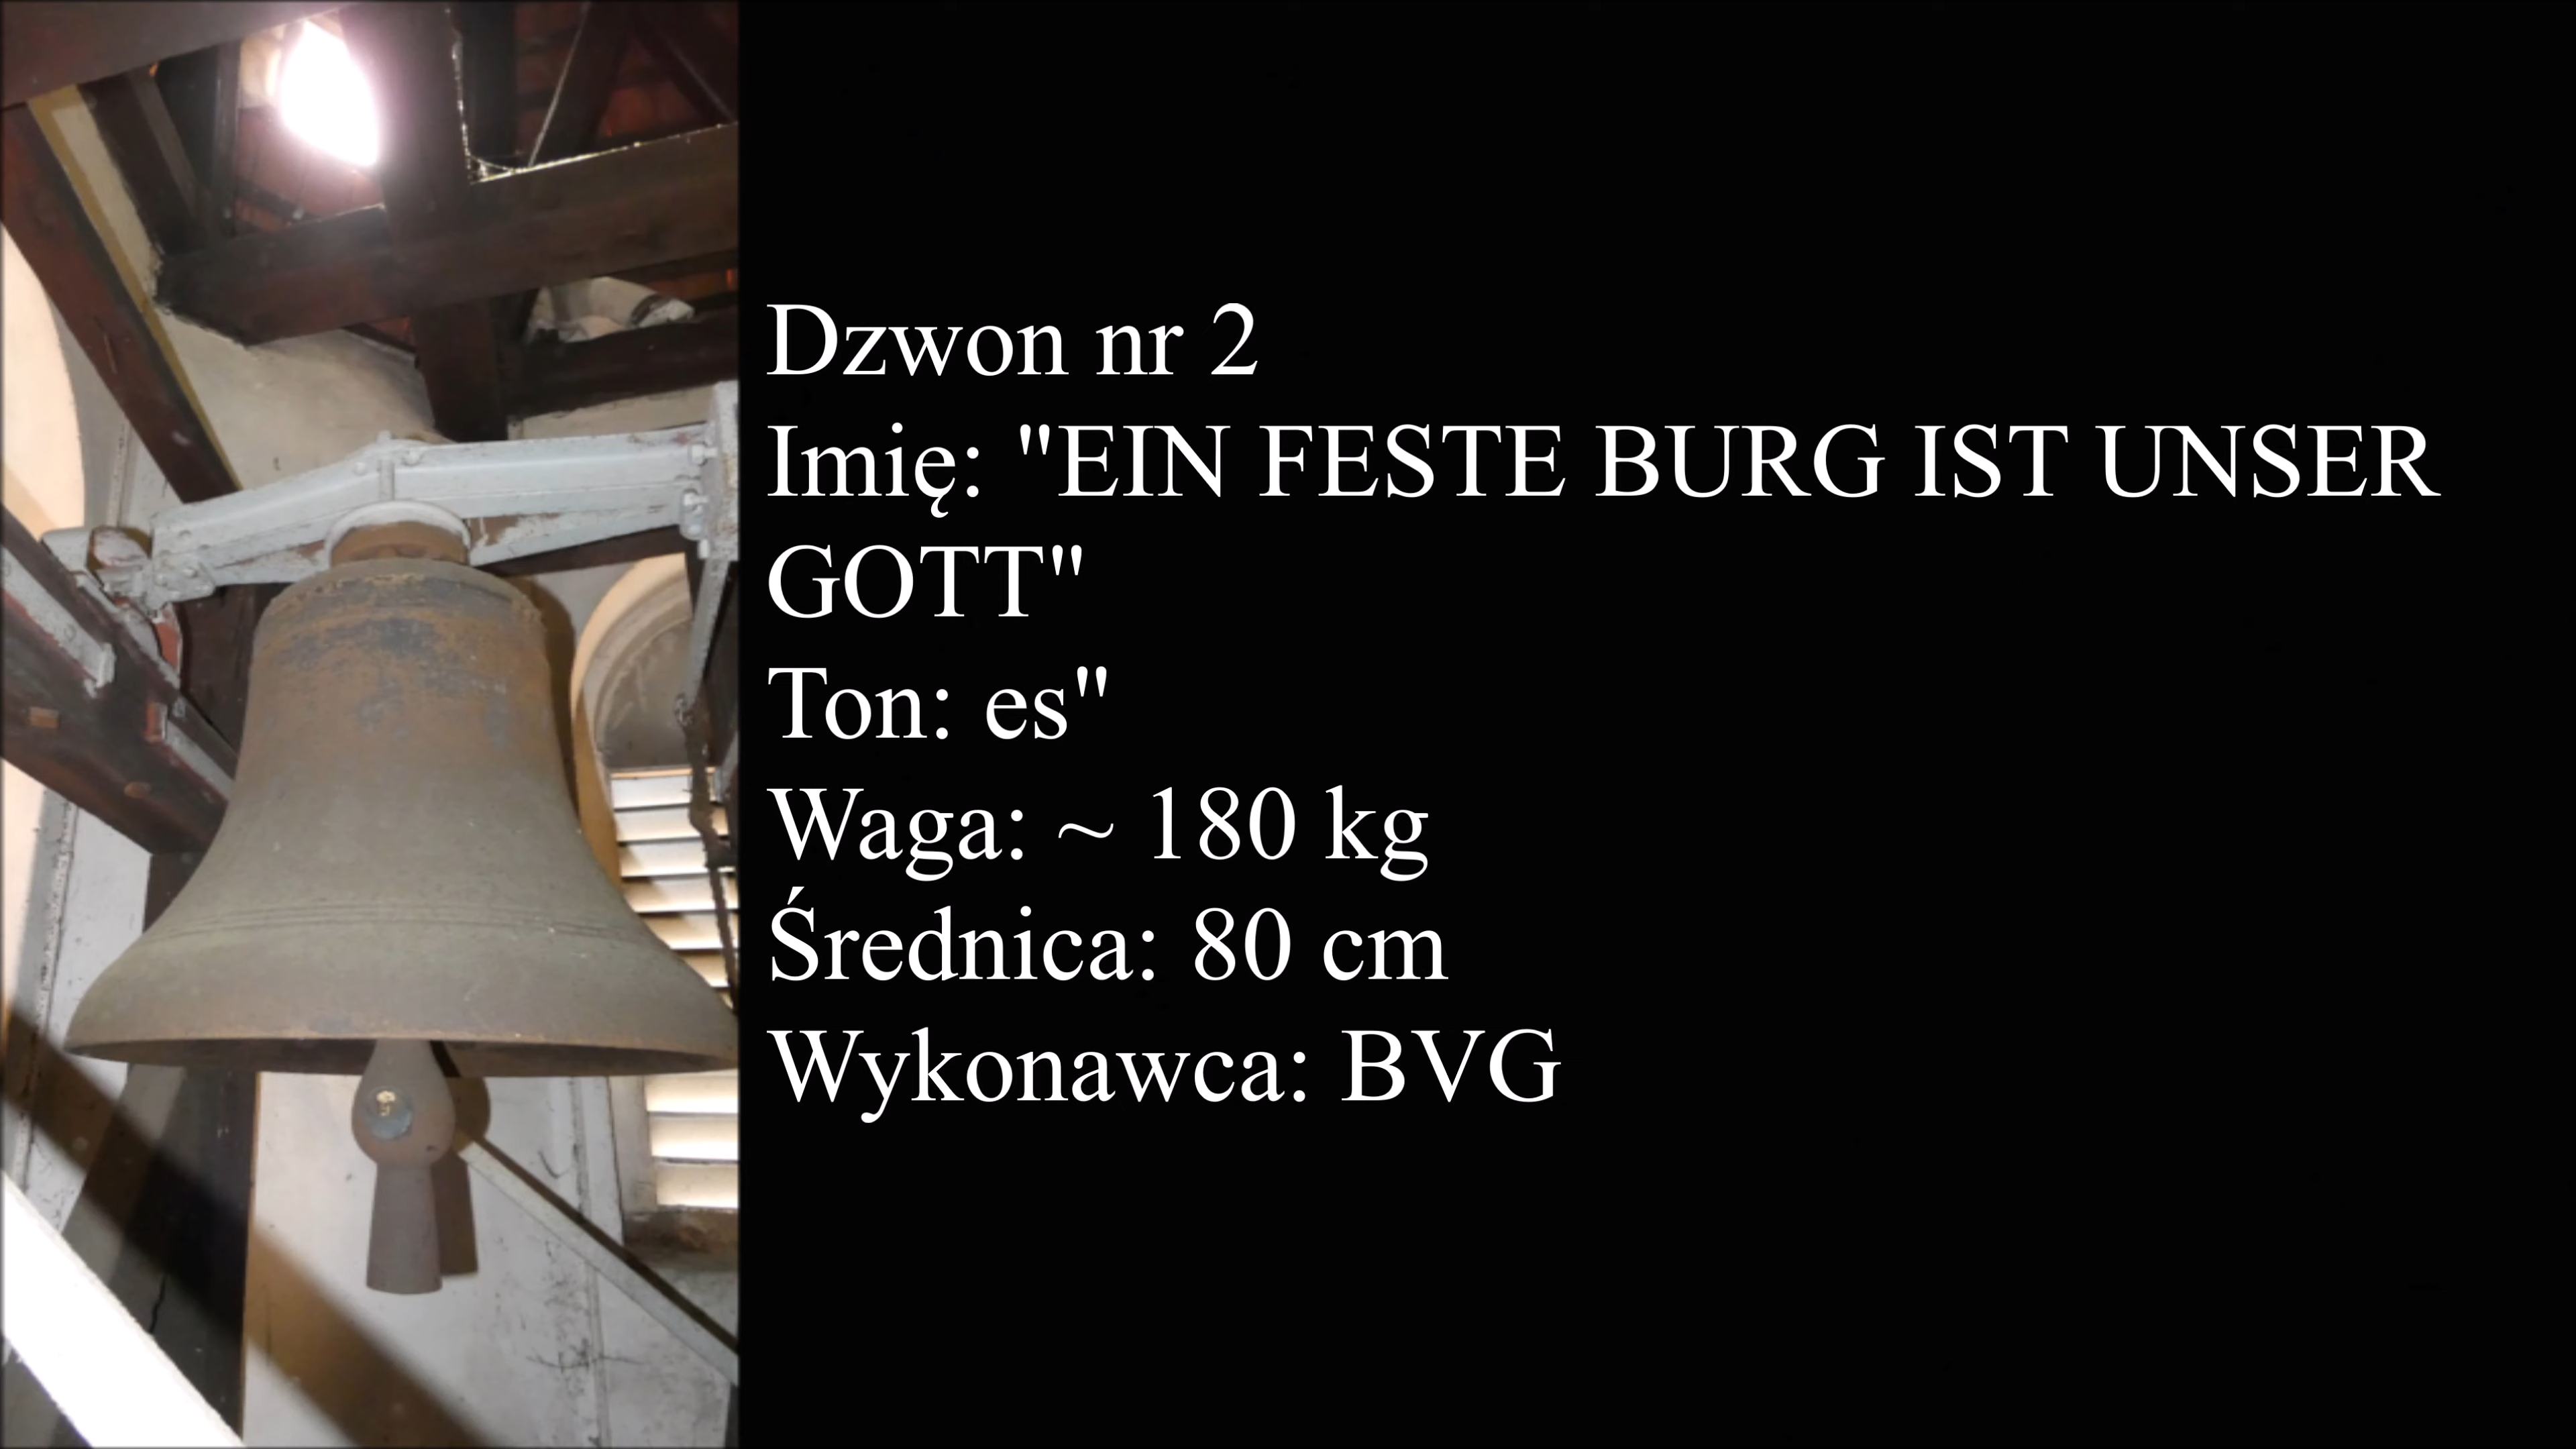 Dzwon nr 2
Imię: "EIN FESTE BURG IST UNSER
GOTT"
Ton: es"
Waga: ~ 180 kg
Średnica: 80 cm
Wykonawca: BVG